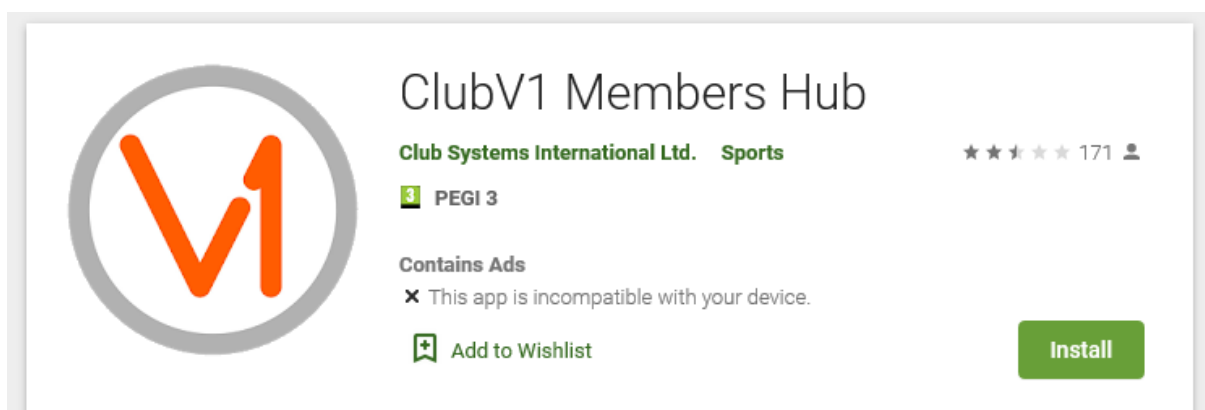 V1
ClubV1 Members Hub
Club Systems International Ltd. Sports 171
3 PEGI 3
Contains Ads
This app is incompatible with your device.
Add to Wishlist
Install